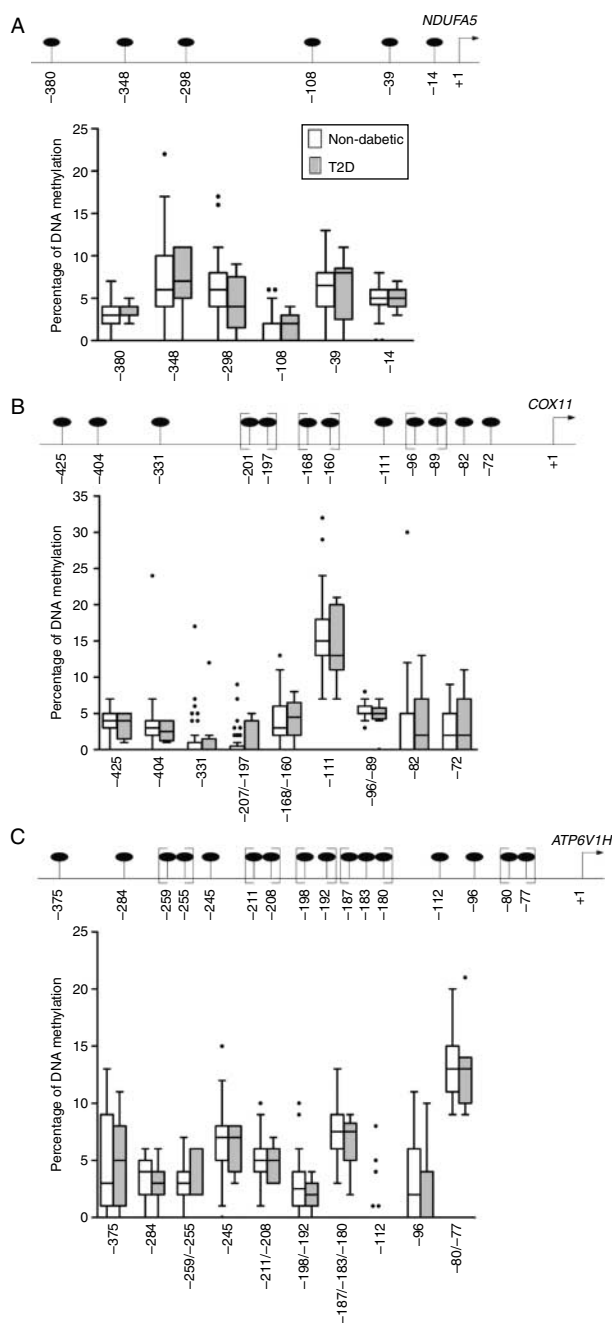 A
NDUFA5
–380 –348 –298 –108 –39 –14 +1
Non-dabetic
T2D
Percentage of DNA methylation
25
20
15
10
5
0
–380 –348 –298 –108 –39 –14
B
COX11
–425 –404 –331 –201 –197 –168 –160 –111 –96 –89 –82 –72 +1
Percentage of DNA methylation
35
30
25
20
15
10
5
0
–425 –404 –331 –207/–197 –168/–160 –111 –96/–89 –82 –72
C
ATP6V1H
–375 –284 –259 –255 –245 –211 –208 –198 –192 –187 –183 –180 –112 –96 –80 –77 +1
Percentage of DNA methylation
25
20
15
10
5
0
–375 –284 –259/–255 –245 –211/–208 –198/–192 –187/–183/–180 –112 –96 –80/–77